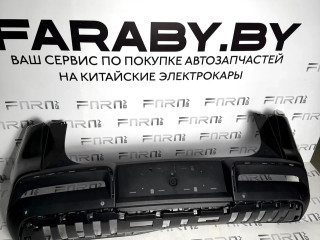 FARABY.BY
ВАШ СЕРВИС ПО ПОКУПКЕ АВТОЗАПЧАСТЕЙ
НА КИТАЙСКИЕ ЭЛЕКТРОКАРЫ